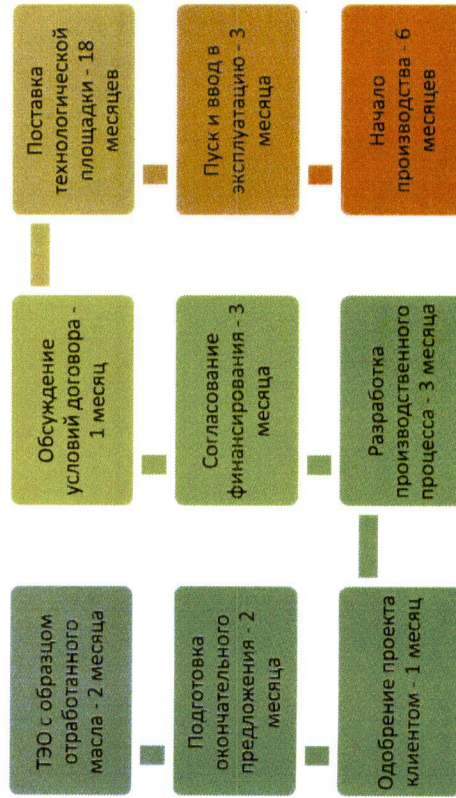 ТЭО с образцом
отработанного
масла - 2 месяца
Подготовка
окончательного
предложения - 2
месяца
Одобрение проекта
клиентом - 1 месяц
Разработка
производственного
процесса - 3 месяца
Согласование
финансирования - 3
месяца
Обсуждение
условий договора -
1 месяц
Поставка
технологической
площадки - 18
месяцев
Пуск и ввод в
эксплуатацию - 3
месяца
Начало
производства - 6
месяцев